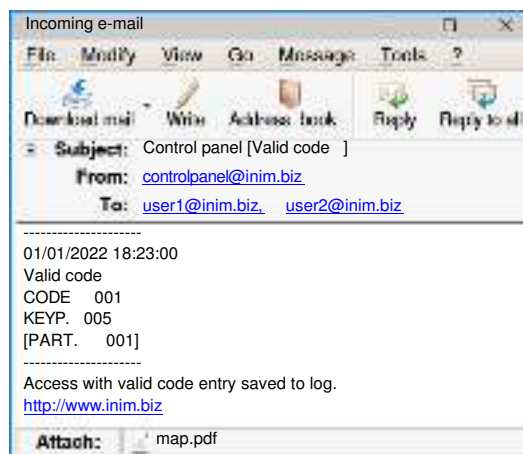 Incoming e-mail
File Modify View Go Message Tools ?
Download mail Write Address book Reply Reply to all
Subject: Control panel [Valid code ]
From: controlpanel@inim.biz
To: user1@inim.biz, user2@inim.biz
---------------------
01/01/2022 18:23:00
Valid code
CODE 001
KEYP. 005
[PART. 001]
---------------------
Access with valid code entry saved to log.
http://www.inim.biz
Attach: map.pdf